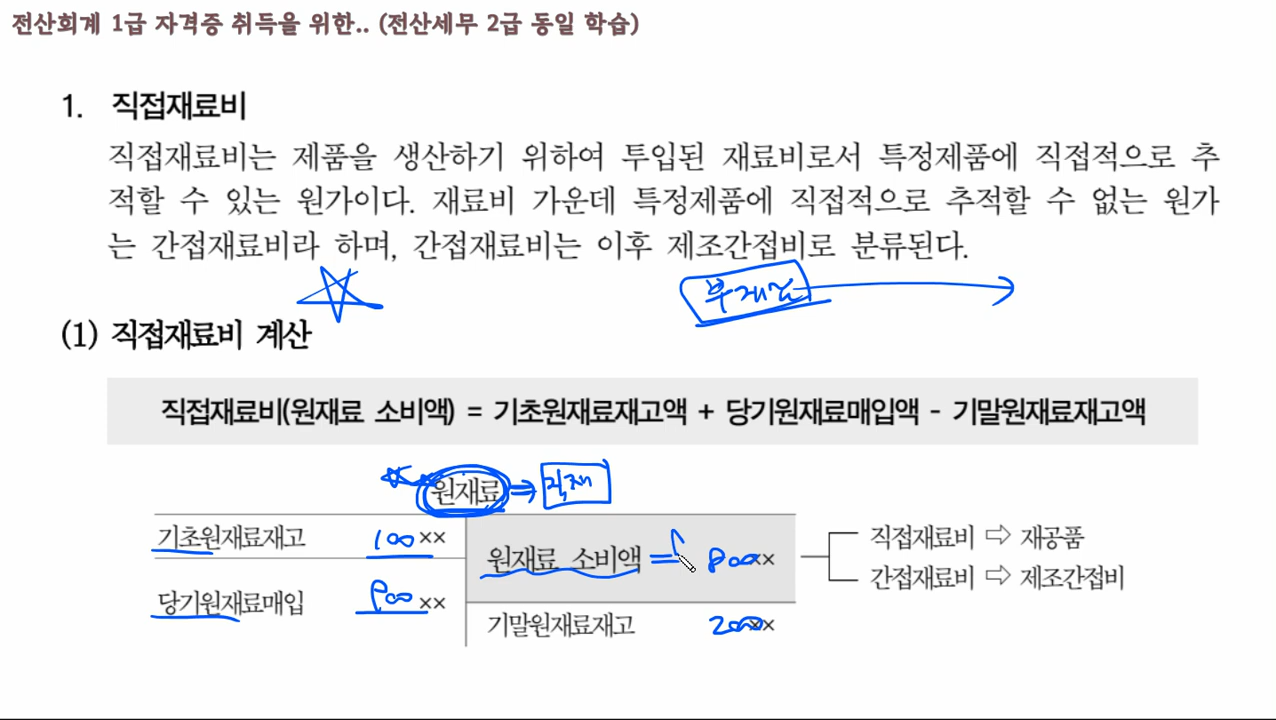 전산회계 1급 자격증 취득을 위한.. (전산세무 2급 동일 학습)
1. 직접재료비
직접재료비는 제품을 생산하기 위하여 투입된 재료비로서 특정제품에 직접적으로 추
적할 수 있는 원가이다. 재료비 가운데 특정제품에 직접적으로 추적할 수 없는 원가
는 간접재료비라 하며, 간접재료비는 이후 제조간접비로 분류된다.
부재료
(1) 직접재료비 계산
직접재료비(원재료 소비액) = 기초원재료재고액 + 당기원재료매입액 - 기말원재료재고액
원재료 ⇒ 직재
기초원재료재고 100 ××
원재료 소비액 = 800 ×
직접재료비 ⇨ 재공품
간접재료비 ⇨ 제조간접비
당기원재료매입 900 ××
기말원재료재고 200 ×